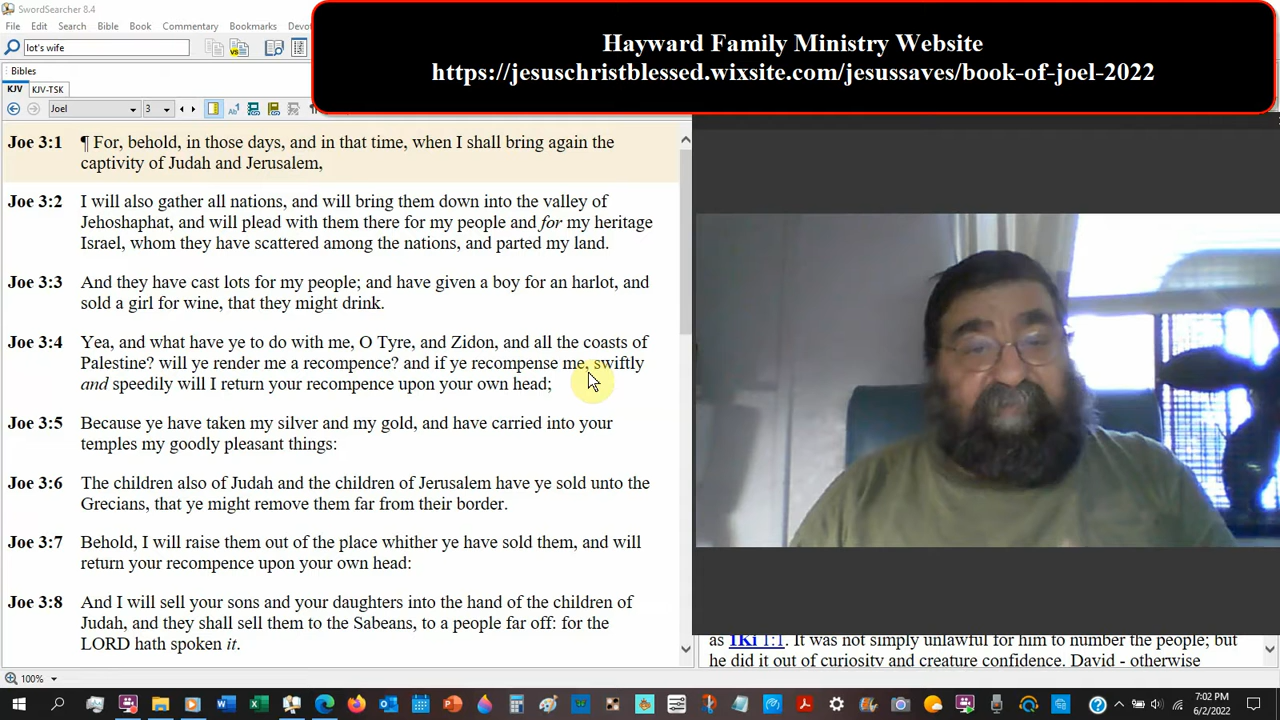 SwordSearcher 8.4
File Edit Search Bible Book Commentary Bookmarks Devot
lot's wife
Bibles
KJV KJV-TSK
Joel 3
Hayward Family Ministry Website
https://jesuschristblessed.wixsite.com/jesussaves/book-of-joel-2022
Joe 3:1 ¶ For, behold, in those days, and in that time, when I shall bring again the
captivity of Judah and Jerusalem,
Joe 3:2 I will also gather all nations, and will bring them down into the valley of
Jehoshaphat, and will plead with them there for my people and for my heritage
Israel, whom they have scattered among the nations, and parted my land.
Joe 3:3 And they have cast lots for my people; and have given a boy for an harlot, and
sold a girl for wine, that they might drink.
Joe 3:4 Yea, and what have ye to do with me, O Tyre, and Zidon, and all the coasts of
Palestine? will ye render me a recompence? and if ye recompense me, swiftly
and speedily will I return your recompence upon your own head;
Joe 3:5 Because ye have taken my silver and my gold, and have carried into your
temples my goodly pleasant things:
Joe 3:6 The children also of Judah and the children of Jerusalem have ye sold unto the
Grecians, that ye might remove them far from their border.
Joe 3:7 Behold, I will raise them out of the place whither ye have sold them, and will
return your recompence upon your own head:
Joe 3:8 And I will sell your sons and your daughters into the hand of the children of
Judah, and they shall sell them to the Sabeans, to a people far off: for the
LORD hath spoken it.
as 1Ki 1:1. It was not simply unlawful for him to number the people; but
he did it out of curiosity and creature confidence. David - otherwise
100%
7:02 PM
6/2/2022